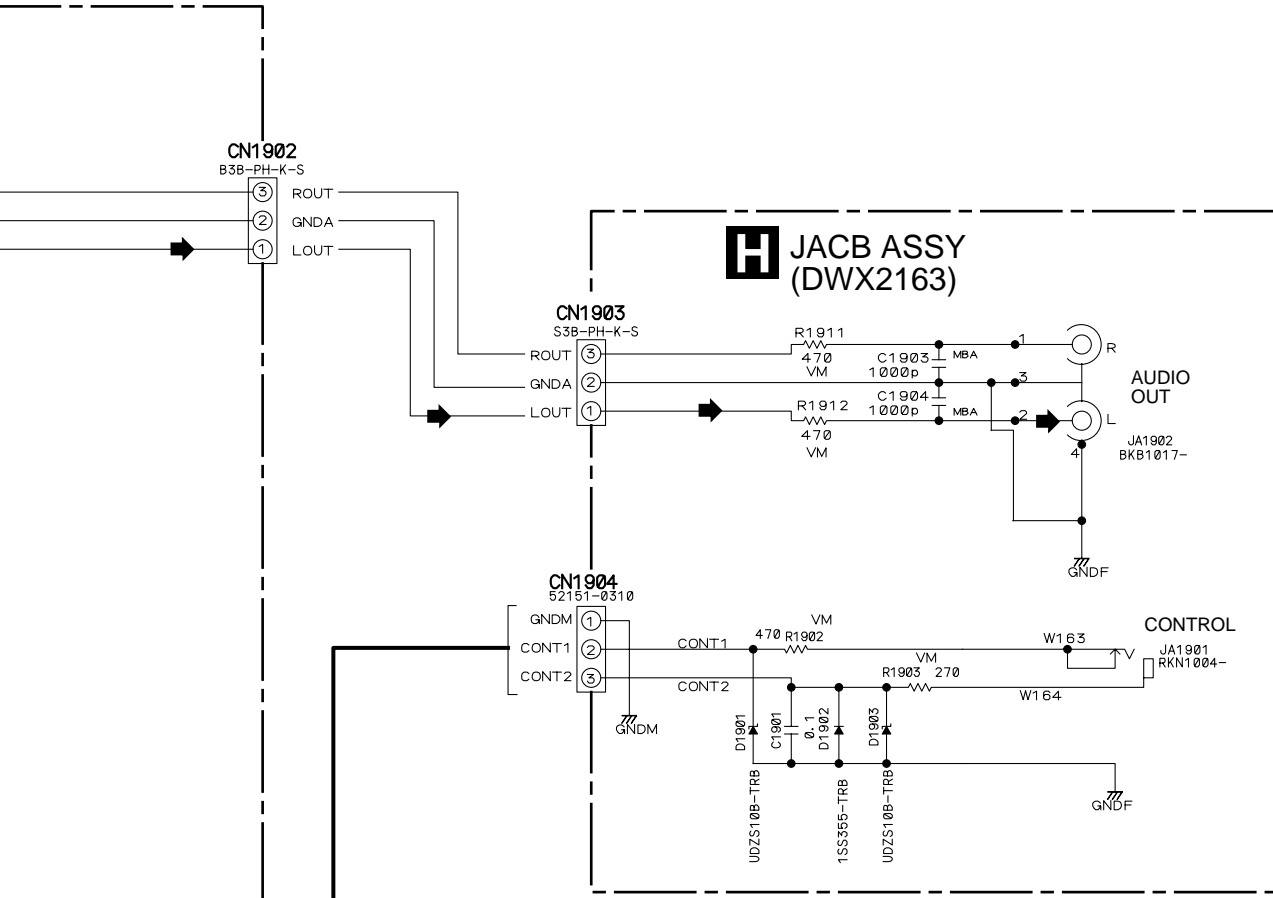 CN1902
B3B-PH-K-S
3 ROUT
2 GNDA
1 LOUT
H JACB ASSY
(DWX2163)
CN1903
S3B-PH-K-S
ROUT 3
GNDA 2
LOUT 1
R1911
470
VM
C1903 MBA
1000p
C1904
1000p MBA
R1912
470
VM
1
R
3
AUDIO
OUT
2
L
JA1902
BKB1017-
4
GNDF
CN1904
52151-0310
GNDM 1
CONT1 2
CONT2 3
GNDM
CONT1
CONT2
VM
470 R1902
VM
R1903 270
W163
W164
CONTROL
JA1901
RKN1004-
D1901
C1901
0.1
D1902
D1903
UDZS10B-TRB
1SS355-TRB
UDZS10B-TRB
GNDF